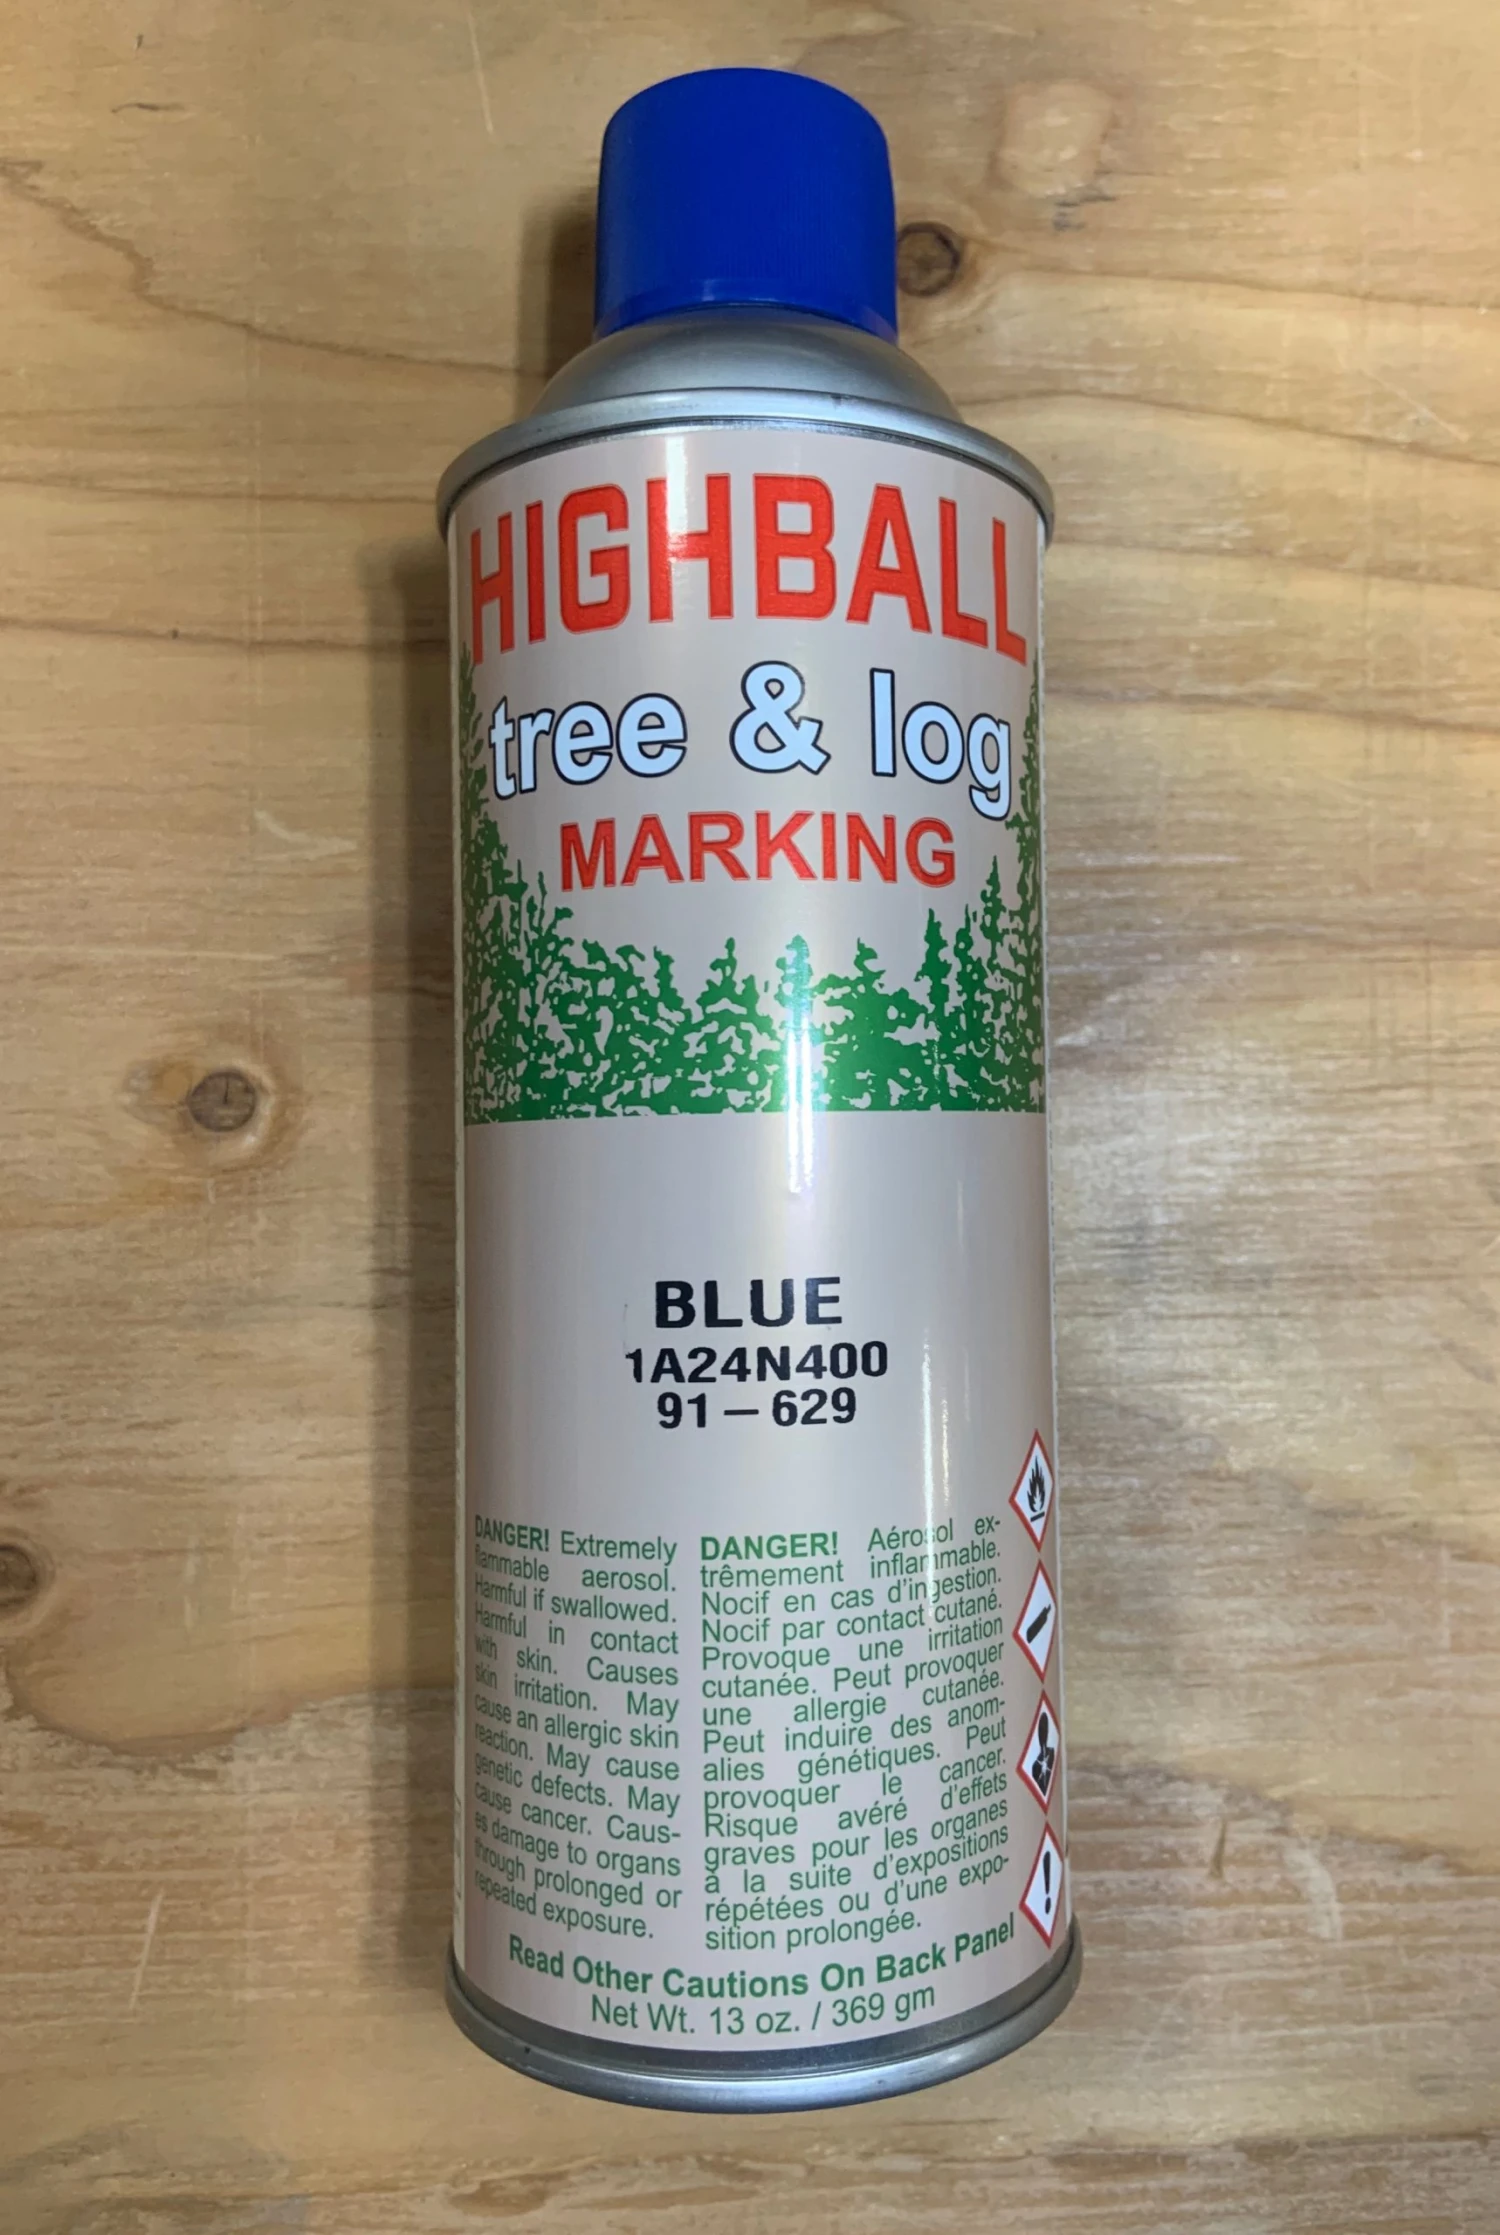 HIGHBALL
tree & log
MARKING
BLUE
1A24N400
91-629
DANGER! Extremely
flammable aerosol.
Harmful if swallowed.
Harmful in contact
with skin. Causes
skin irritation. May
cause an allergic skin
reaction. May cause
genetic defects. May
cause cancer. Caus-
es damage to organs
through prolonged or
repeated exposure.
DANGER! Aérosol ex-
trêmement inflammable.
Nocif en cas d'ingestion.
Nocif par contact cutané.
Provoque une irritation
cutanée. Peut provoquer
une allergie cutanée.
Peut induire des anom-
alies génétiques. Peut
provoquer le cancer.
Risque avéré d'effets
graves pour les organes
à la suite d'expositions
répétées ou d'une expo-
sition prolongée.
Read Other Cautions On Back Panel
Net Wt. 13 oz. / 369 gm